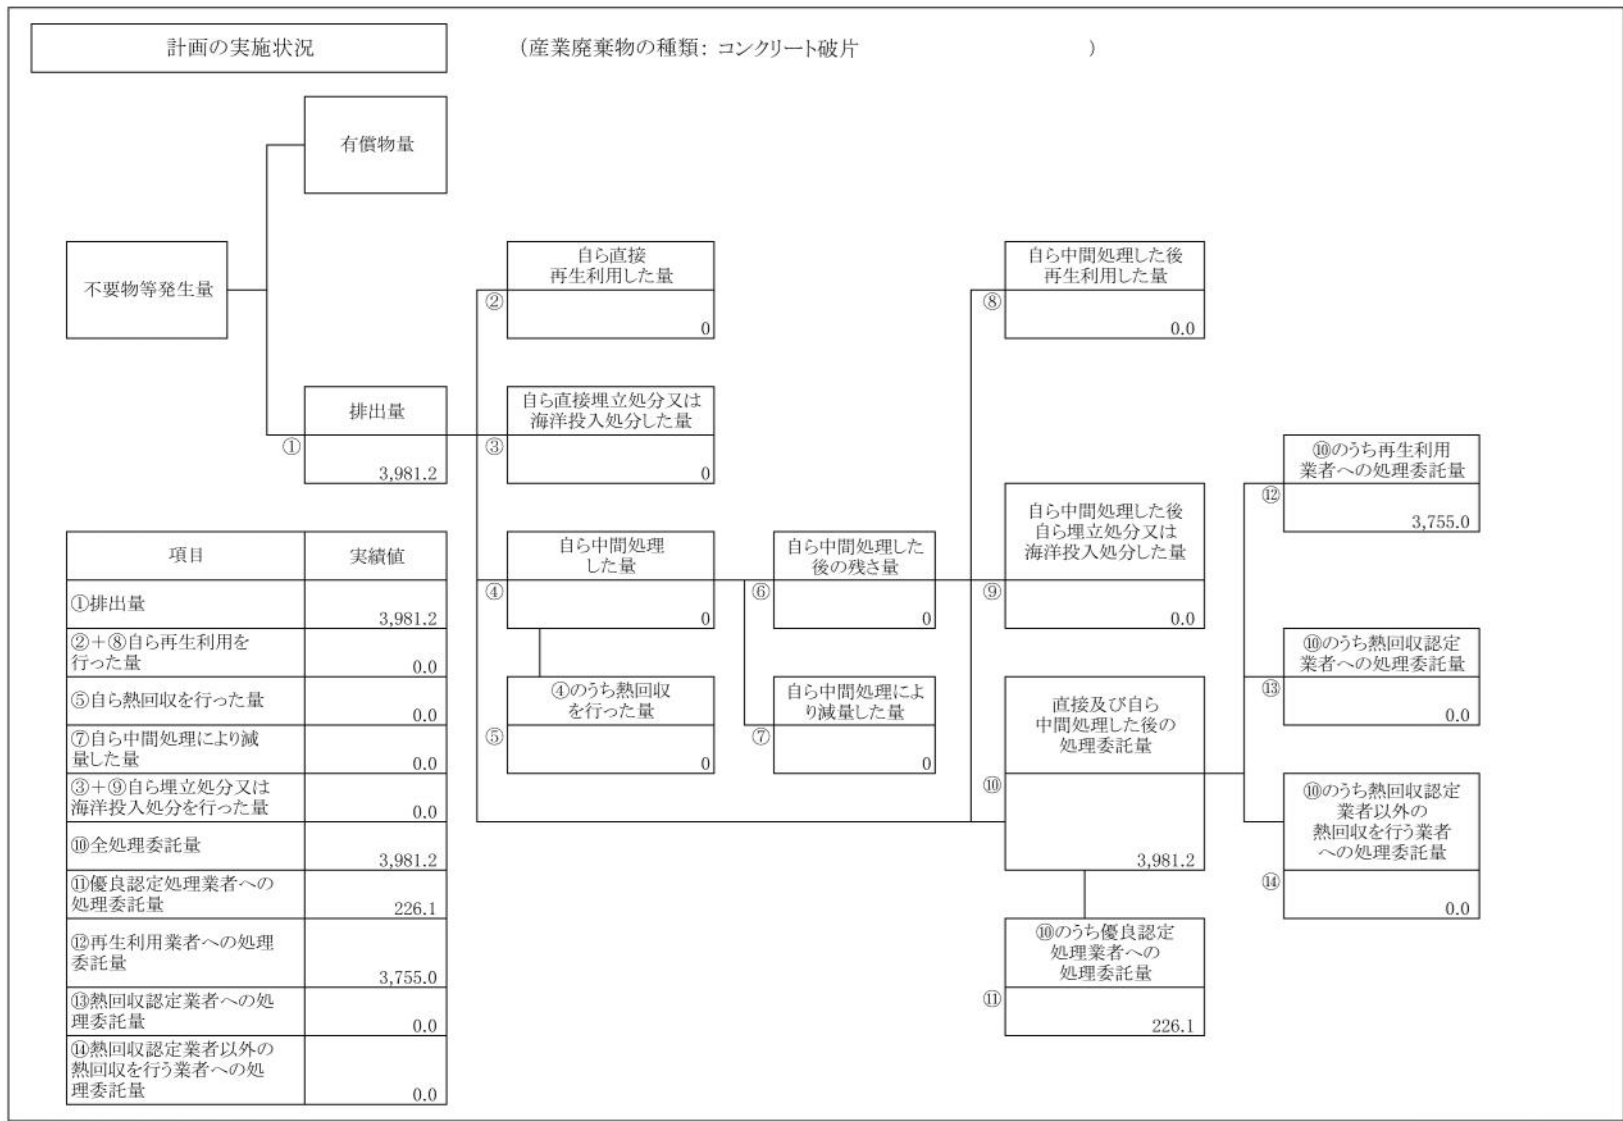 計画の実施状況
(産業廃棄物の種類: コンクリート破片 )
有償物量
不要物等発生量
排出量
①
3,981.2
自ら直接
再生利用した量
②
0
自ら直接埋立処分又は
海洋投入処分した量
③
0
自ら中間処理
した量
④
0
④のうち熱回収
を行った量
⑤
0
自ら中間処理した
後の残さ量
⑥
0
自ら中間処理によ
り減量した量
⑦
0
自ら中間処理した後
再生利用した量
⑧
0.0
自ら中間処理した後
自ら埋立処分又は
海洋投入処分した量
⑨
0.0
直接及び自ら
中間処理した後の
処理委託量
⑩
3,981.2
⑩のうち優良認定
処理業者への
処理委託量
⑪
226.1
⑩のうち再生利用
業者への処理委託量
⑫
3,755.0
⑩のうち熱回収認定
業者への処理委託量
⑬
0.0
⑩のうち熱回収認定
業者以外の
熱回収を行う業者
への処理委託量
⑭
0.0
項目 実績値
①排出量
3,981.2
②+⑧自ら再生利用を
行った量
0.0
⑤自ら熱回収を行った量
0.0
⑦自ら中間処理により減
量した量
0.0
③+⑨自ら埋立処分又は
海洋投入処分を行った量
0.0
⑩全処理委託量
3,981.2
⑪優良認定処理業者への
処理委託量
226.1
⑫再生利用業者への処理
委託量
3,755.0
⑬熱回収認定業者への処
理委託量
0.0
⑭熱回収認定業者以外の
熱回収を行う業者への処
理委託量
0.0